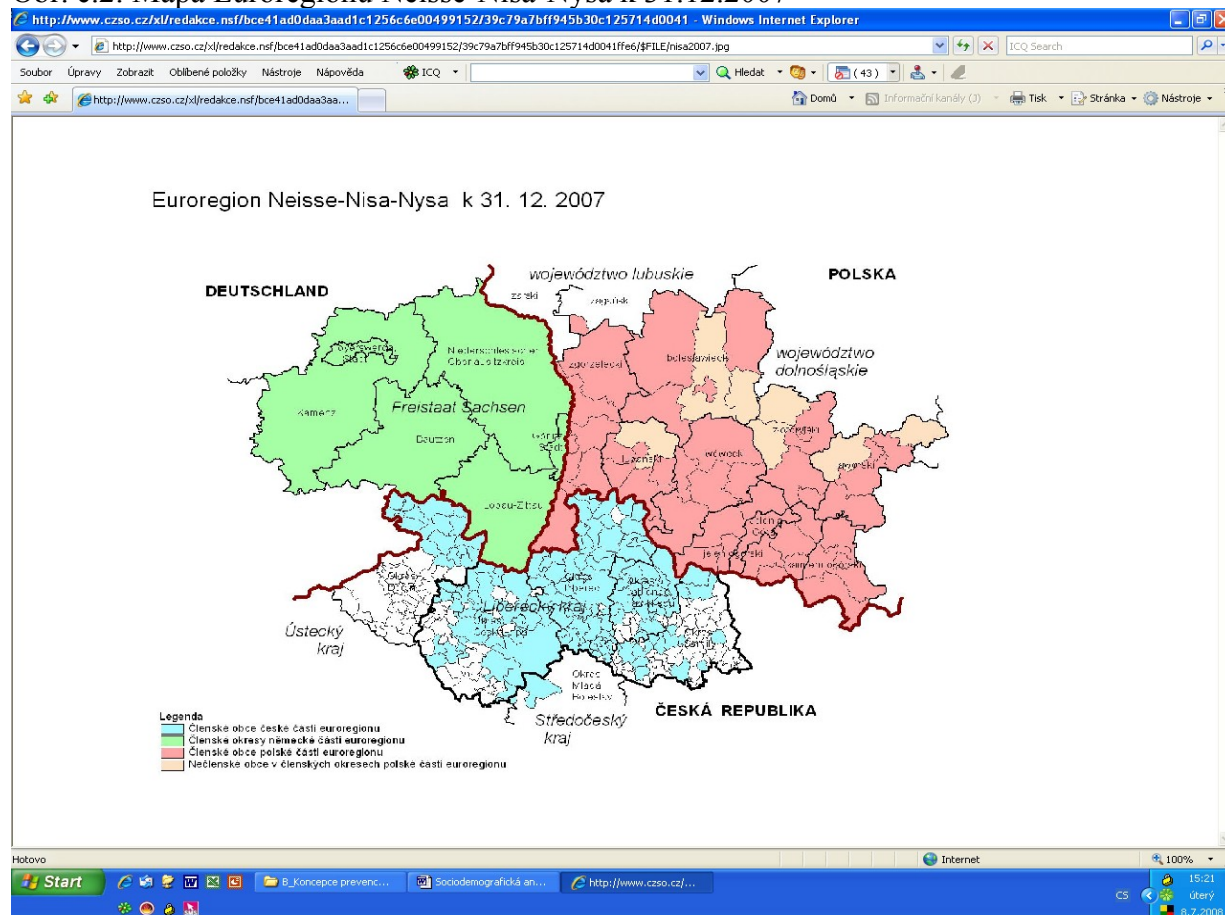 Obr. č.2: Mapa Euroregionu Neisse-Nisa-Nysa k 31.12.2007
http://www.czso.cz/xl/redakce.nsf/bce41ad0daa3aad1c1256c6e00499152/39c79a7bff945b30c125714d0041 - Windows Internet Explorer
http://www.czso.cz/xl/redakce.nsf/bce41ad0daa3aad1c1256c6e00499152/39c79a7bff945b30c125714d0041ffe6/$FILE/nisa2007.jpg
ICQ Search
Soubor Úpravy Zobrazit Oblíbené položky Nástroje Nápověda
ICQ
Hledat
(43)
http://www.czso.cz/xl/redakce.nsf/bce41ad0daa3aa...
Domů
Informační kanály (J)
Tisk
Stránka
Nástroje
Euroregion Neisse-Nisa-Nysa k 31. 12. 2007
DEUTSCHLAND
województwo lubuskie
POLSKA
zgorzelecki
województwo
dolnośląskie
Kamenz
Freistaat Sachsen
Liberecký kraj
Ústecký
kraj
Okres
Mladá
Boleslav
Středočeský
kraj
ČESKÁ REPUBLIKA
Legenda
Členské obce české části euroregionu
Členské okresy německé části euroregionu
Členské obce polské části euroregionu
Nečlenské obce v členských okresech polské části euroregionu
Hotovo
Internet
100%
Start
B_Koncepce prevenc...
Sociodemografická an...
http://www.czso.cz/...
CS
15:21
úterý
8.7.2008